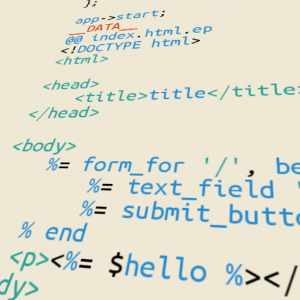 };
app->start;
__DATA__
@@ index.html.ep
<!DOCTYPE html>
<html>
<head>
<title>title</title>
</head>
<body>
%= form_for '/', be
%= text_field '
%= submit_butto
% end
<p><%= $hello %></
dy>